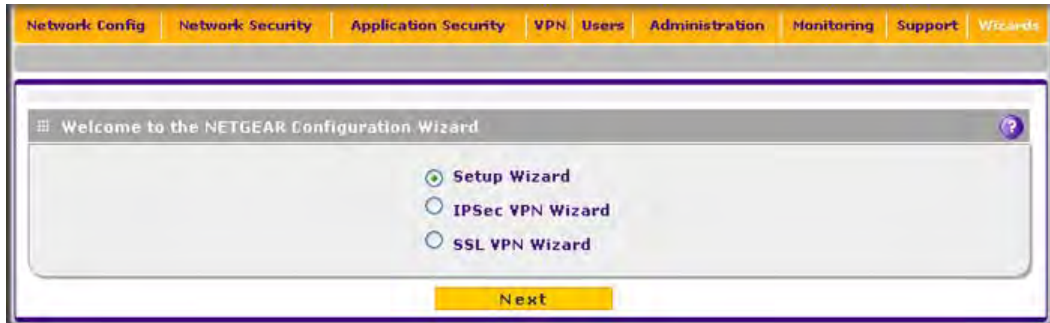 Network Config Network Security Application Security VPN Users Administration Monitoring Support Wizards
Welcome to the NETGEAR Configuration Wizard ?
Setup Wizard
IPSec VPN Wizard
SSL VPN Wizard
Next